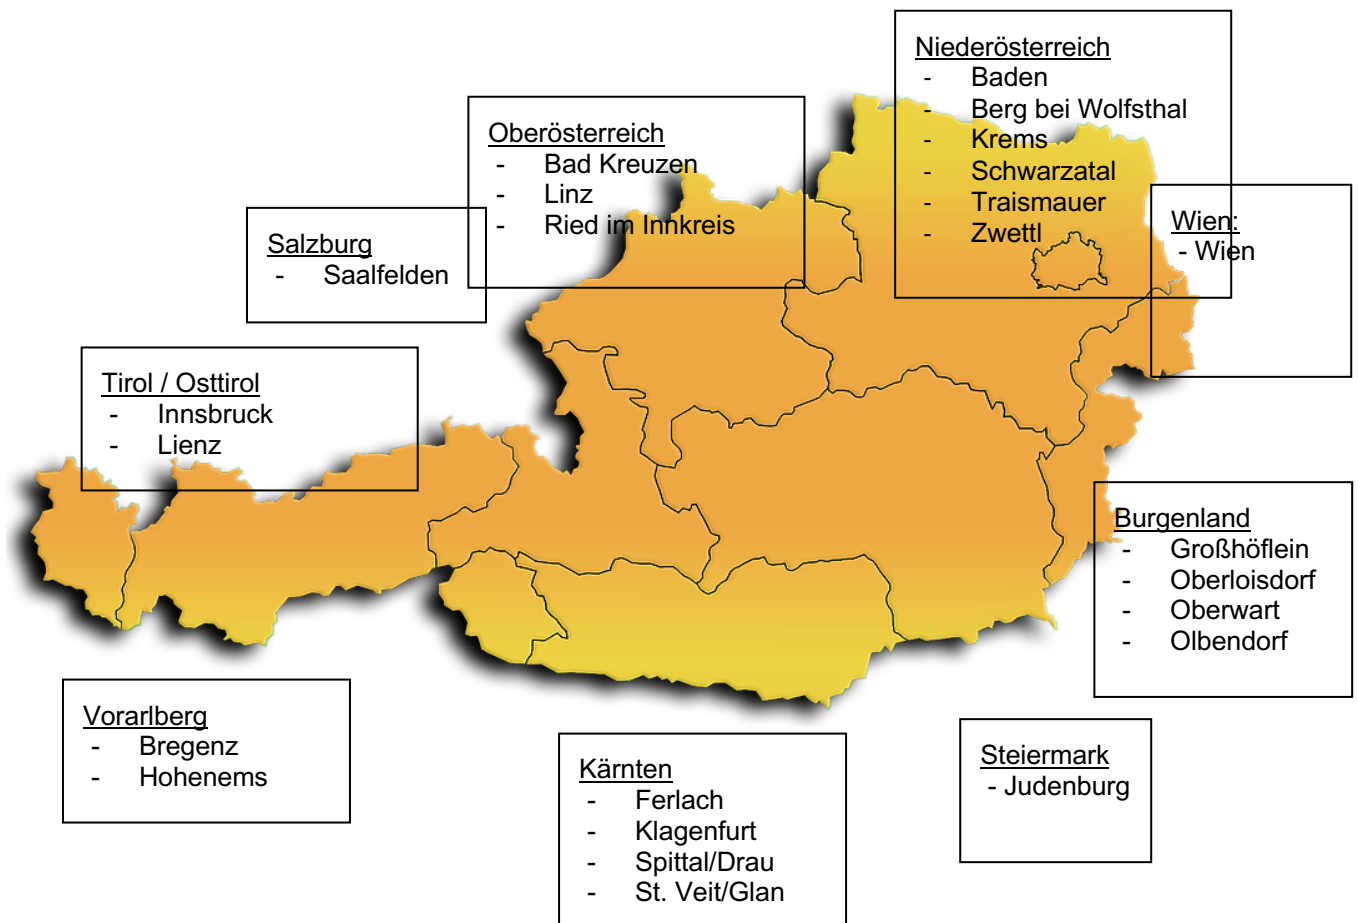 Niederösterreich
- Baden
- Berg bei Wolfsthal
- Krems
- Schwarzatal
- Traismauer
- Zwettl
Oberösterreich
- Bad Kreuzen
- Linz
- Ried im Innkreis
Wien:
- Wien
Salzburg
- Saalfelden
Tirol / Osttirol
- Innsbruck
- Lienz
Burgenland
- Großhöflein
- Oberloisdorf
- Oberwart
- Olbendorf
Vorarlberg
- Bregenz
- Hohenems
Kärnten
- Ferlach
- Klagenfurt
- Spittal/Drau
- St. Veit/Glan
Steiermark
- Judenburg